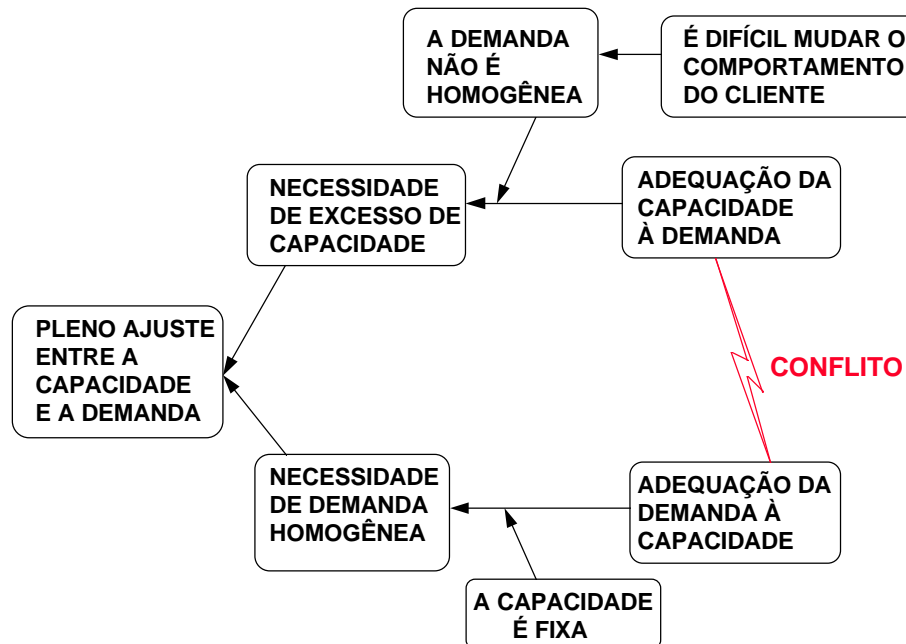 A DEMANDA
NÃO É
HOMOGÊNEA
É DIFÍCIL MUDAR O
COMPORTAMENTO
DO CLIENTE
NECESSIDADE
DE EXCESSO DE
CAPACIDADE
ADEQUAÇÃO DA
CAPACIDADE
À DEMANDA
PLENO AJUSTE
ENTRE A
CAPACIDADE
E A DEMANDA
CONFLITO
NECESSIDADE
DE DEMANDA
HOMOGÊNEA
ADEQUAÇÃO DA
DEMANDA À
CAPACIDADE
A CAPACIDADE
É FIXA